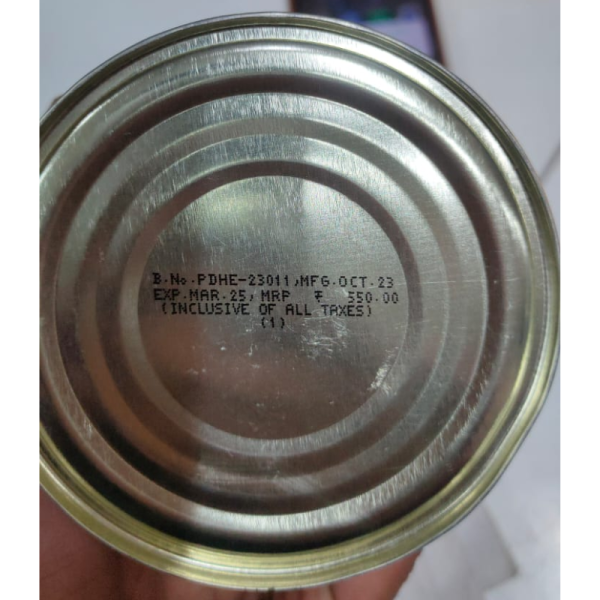 B.No.PDHE-23011,MFG.OCT.23
EXP.MAR.25, MRP ₹ 550.00
(INCLUSIVE OF ALL TAXES)
(1)